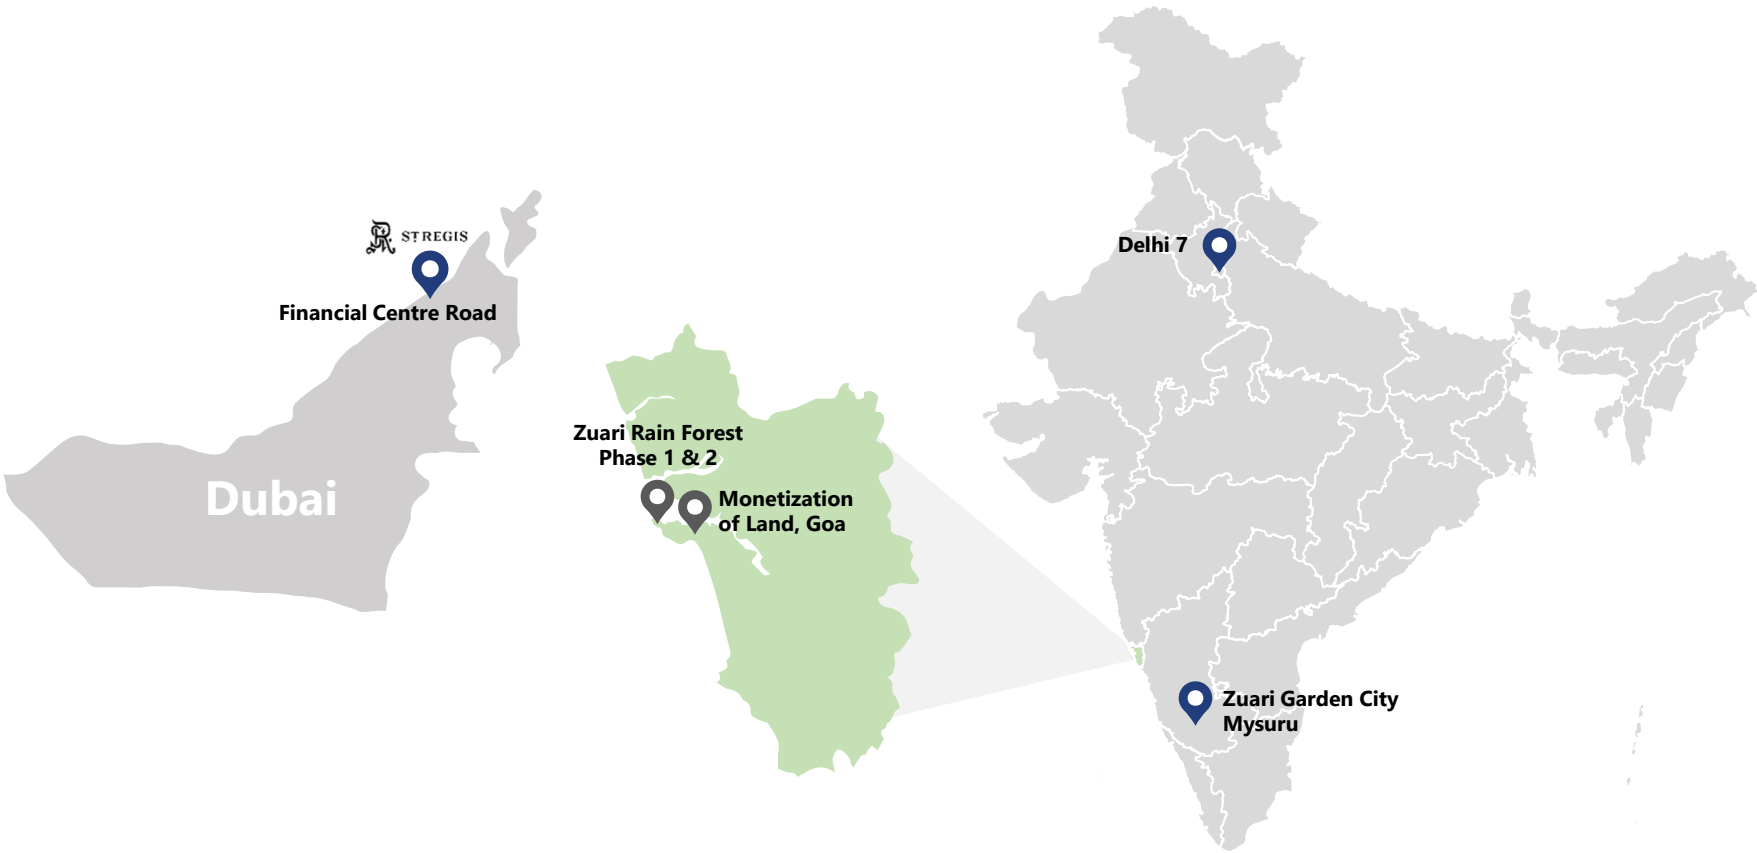 ST REGIS
Financial Centre Road
Dubai
Zuari Rain Forest
Phase 1 & 2
Monetization
of Land, Goa
Delhi 7
Zuari Garden City
Mysuru